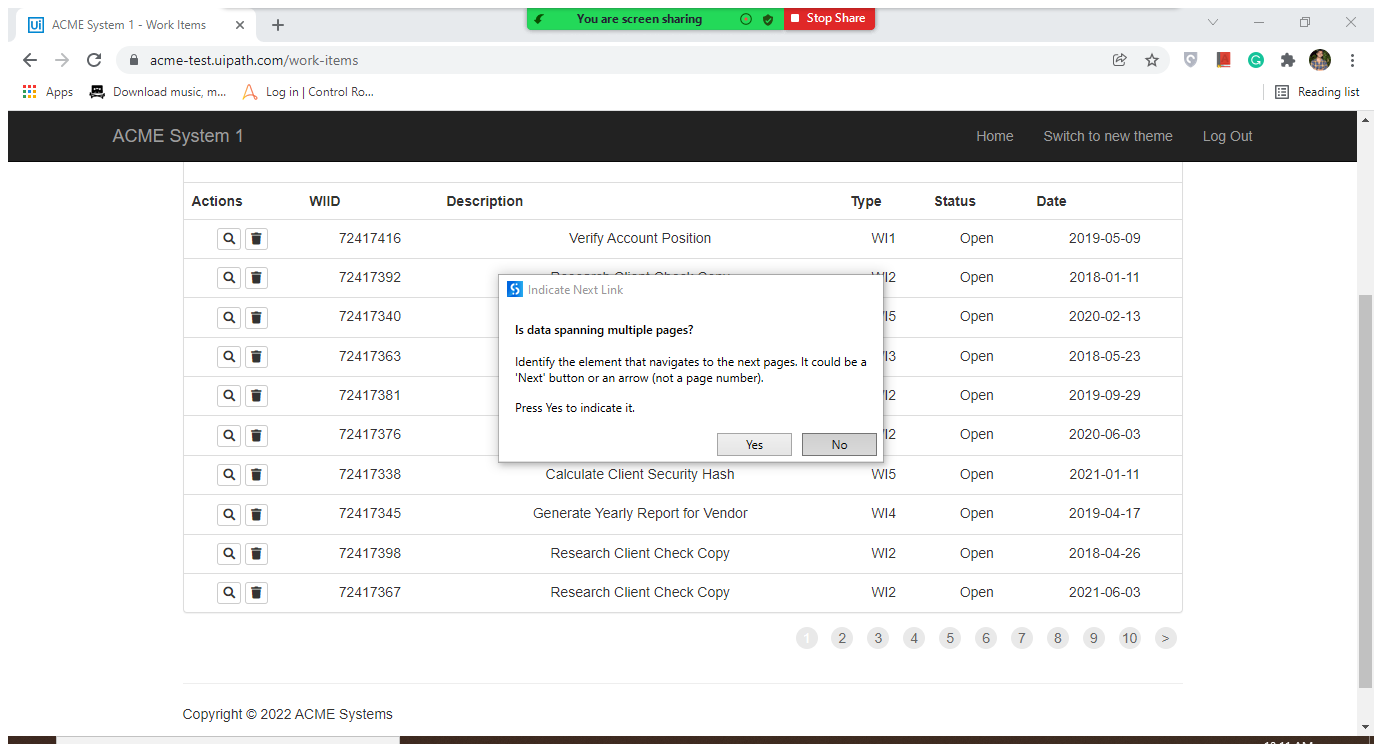 Ui ACME System 1 - Work Items
You are screen sharing
Stop Share
acme-test.uipath.com/work-items
Apps
Download music, m...
Log in | Control Ro...
Reading list
ACME System 1
Home
Switch to new theme
Log Out
Actions WIID Description Type Status Date
72417416 Verify Account Position WI1 Open 2019-05-09
72417392 Research Client Check Copy WI2 Open 2018-01-11
72417340 WI5 Open 2020-02-13
72417363 WI3 Open 2018-05-23
72417381 WI2 Open 2019-09-29
72417376 WI2 Open 2020-06-03
72417338 Calculate Client Security Hash WI5 Open 2021-01-11
72417345 Generate Yearly Report for Vendor WI4 Open 2019-04-17
72417398 Research Client Check Copy WI2 Open 2018-04-26
72417367 Research Client Check Copy WI2 Open 2021-06-03
Indicate Next Link
Is data spanning multiple pages?
Identify the element that navigates to the next pages. It could be a
'Next' button or an arrow (not a page number).
Press Yes to indicate it.
Yes No
1 2 3 4 5 6 7 8 9 10 >
Copyright © 2022 ACME Systems